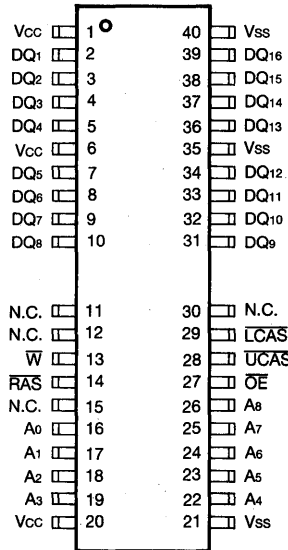 Vcc 1 40 Vss
DQ1 2 39 DQ16
DQ2 3 38 DQ15
DQ3 4 37 DQ14
DQ4 5 36 DQ13
Vcc 6 35 Vss
DQ5 7 34 DQ12
DQ6 8 33 DQ11
DQ7 9 32 DQ10
DQ8 10 31 DQ9
N.C. 11 30 N.C.
N.C. 12 29 LCAS
W 13 28 UCAS
RAS 14 27 OE
N.C. 15 26 A8
A0 16 25 A7
A1 17 24 A6
A2 18 23 A5
A3 19 22 A4
Vcc 20 21 Vss